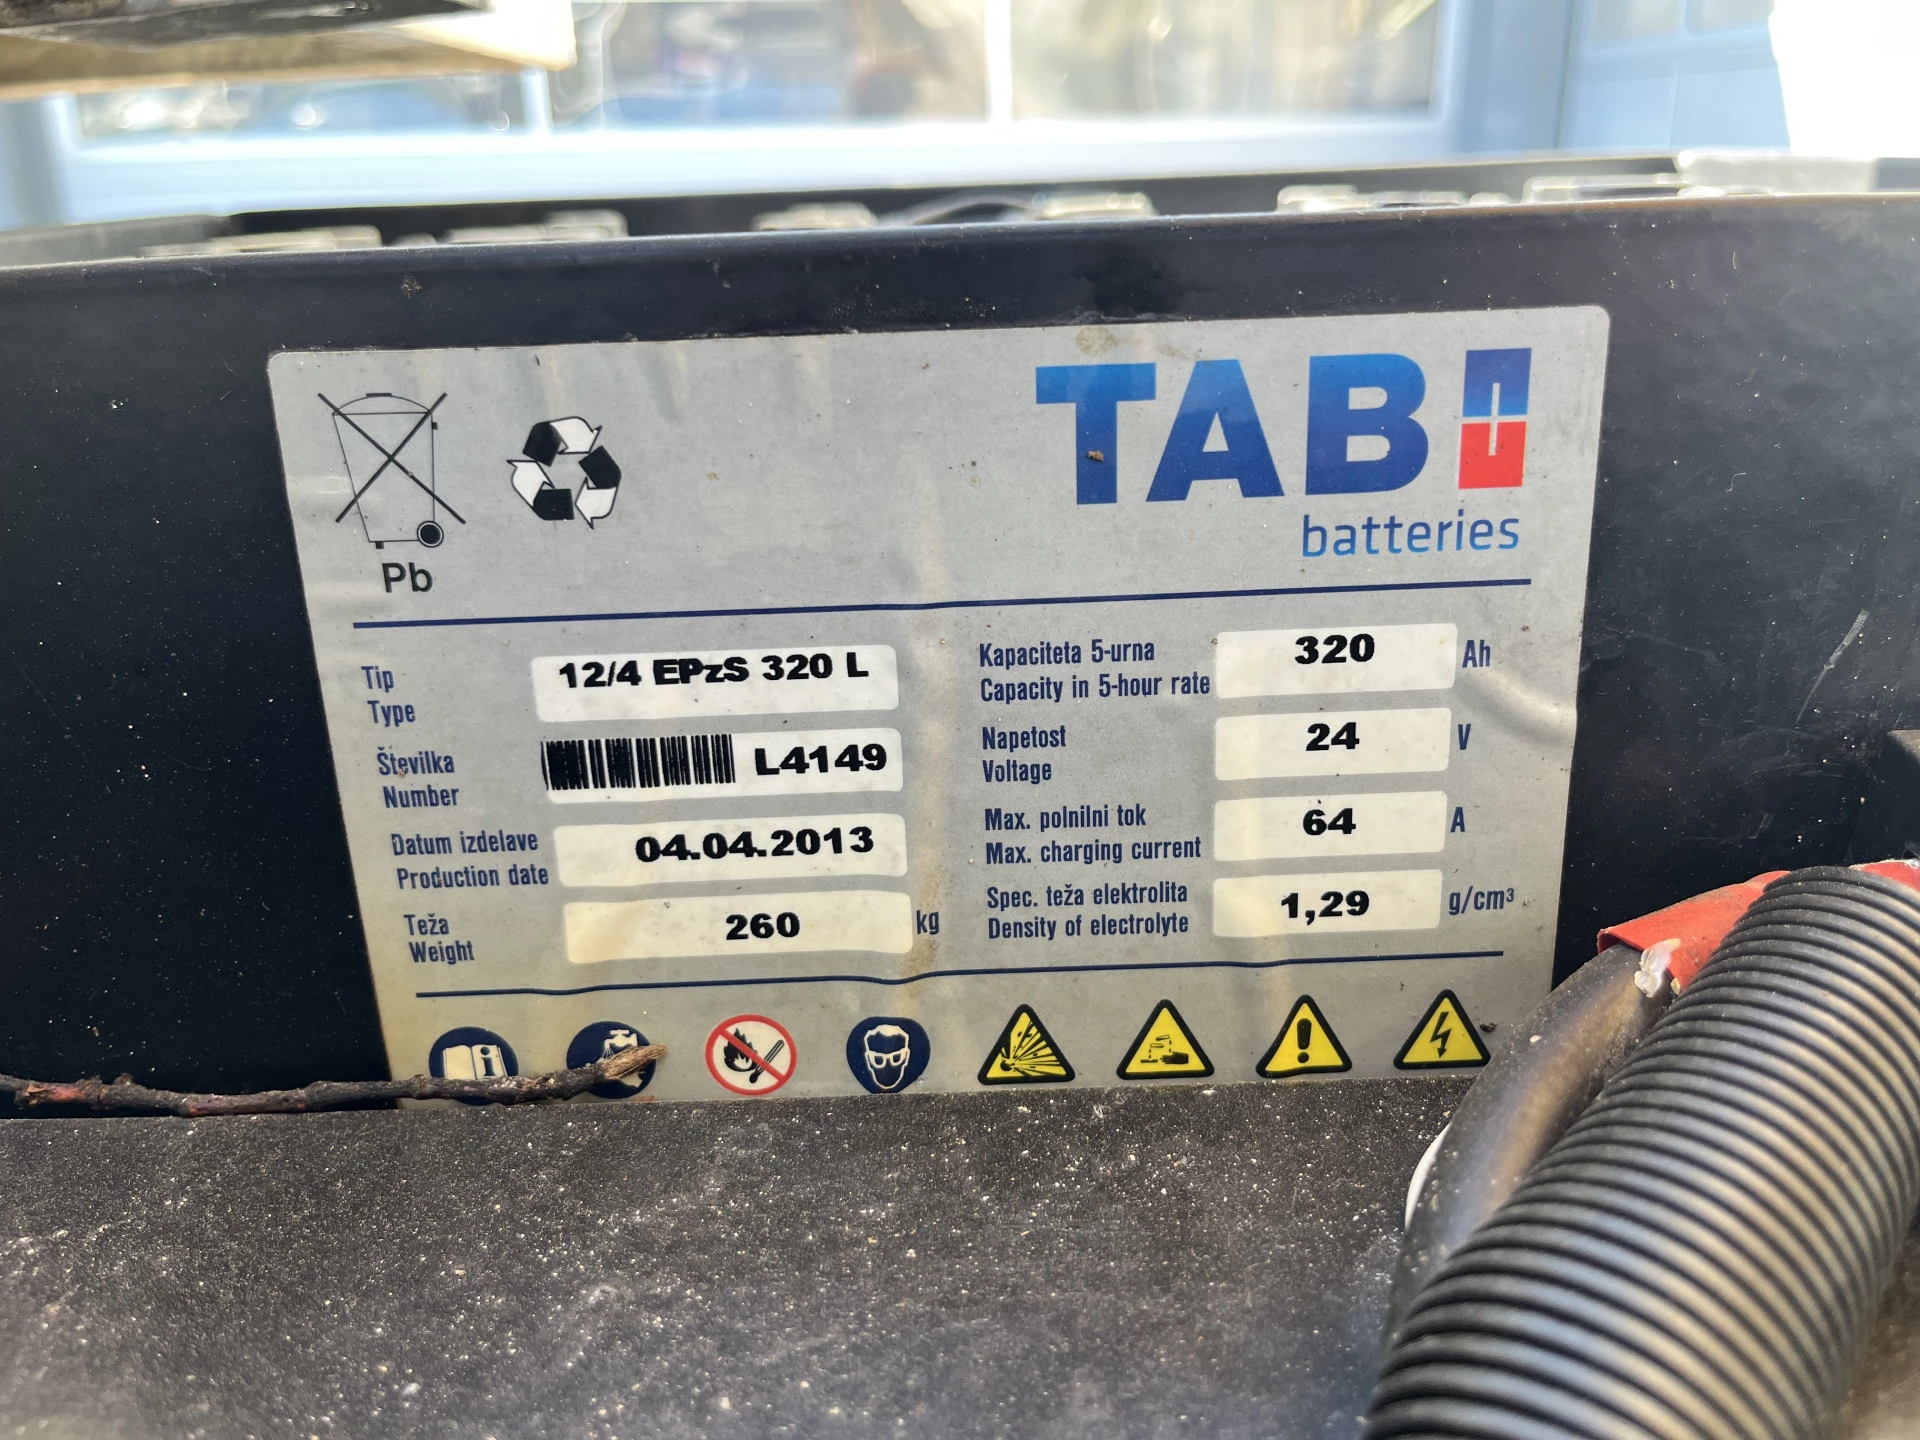 TAB
batteries
Pb
Tip
Type
12/4 EPzS 320 L
Številka
Number
L4149
Datum izdelave
Production date
04.04.2013
Teža
Weight
260 kg
Kapaciteta 5-urna
Capacity in 5-hour rate
320 Ah
Napetost
Voltage
24 V
Max. polnilni tok
Max. charging current
64 A
Spec. teža elektrolita
Density of electrolyte
1,29 g/cm³